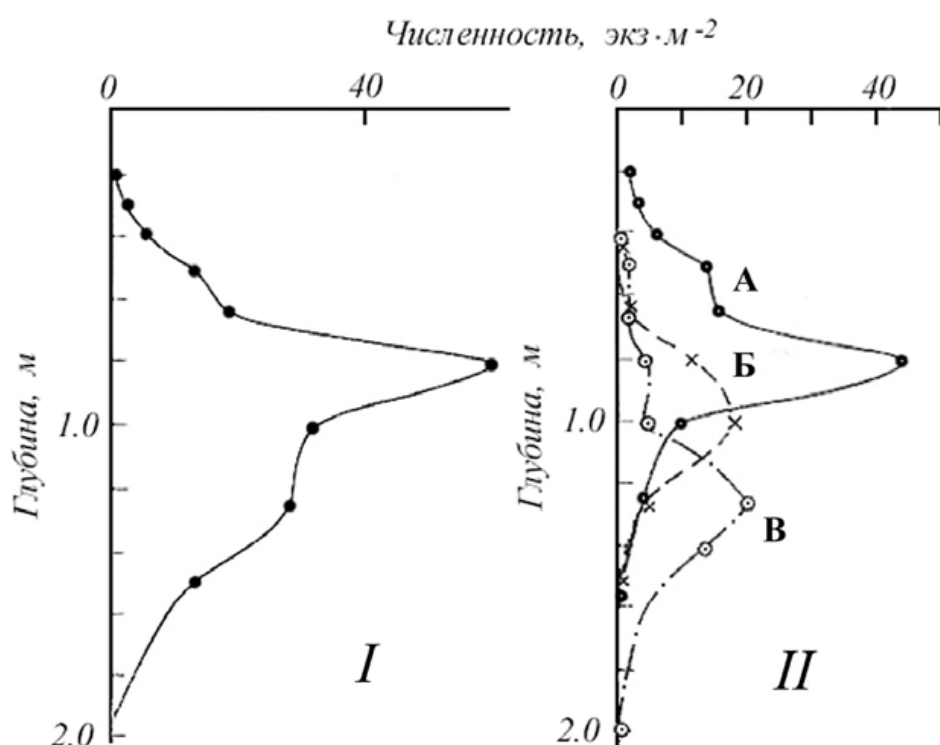 Численность, экз·м⁻²
0 40 0 20 40
А
Б
Глубина, м 1.0 Глубина, м 1.0
В
I II
2.0 2.0